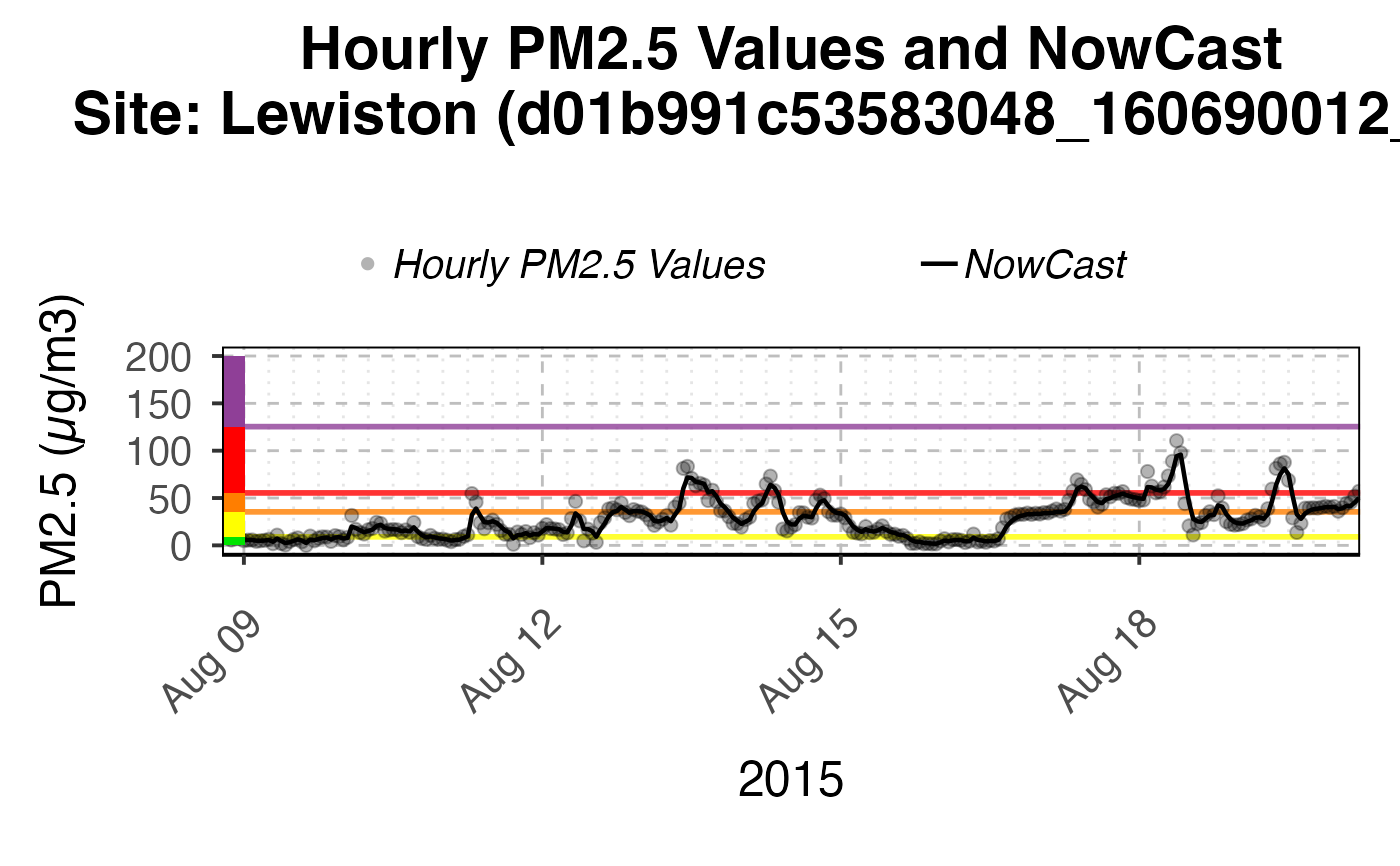 Hourly PM2.5 Values and NowCast
Site: Lewiston (d01b991c53583048_160690012_
Hourly PM2.5 Values
NowCast
PM2.5 (µg/m3)
200
150
100
50
0
Aug 09
Aug 12
Aug 15
Aug 18
2015